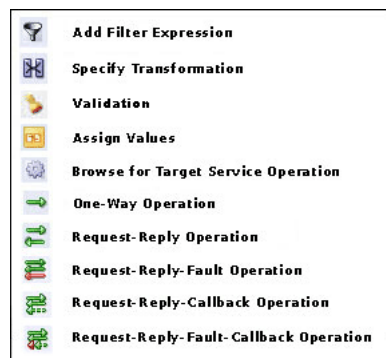 Add Filter Expression
Specify Transformation
Validation
Assign Values
Browse for Target Service Operation
One-Way Operation
Request-Reply Operation
Request-Reply-Fault Operation
Request-Reply-Callback Operation
Request-Reply-Fault-Callback Operation